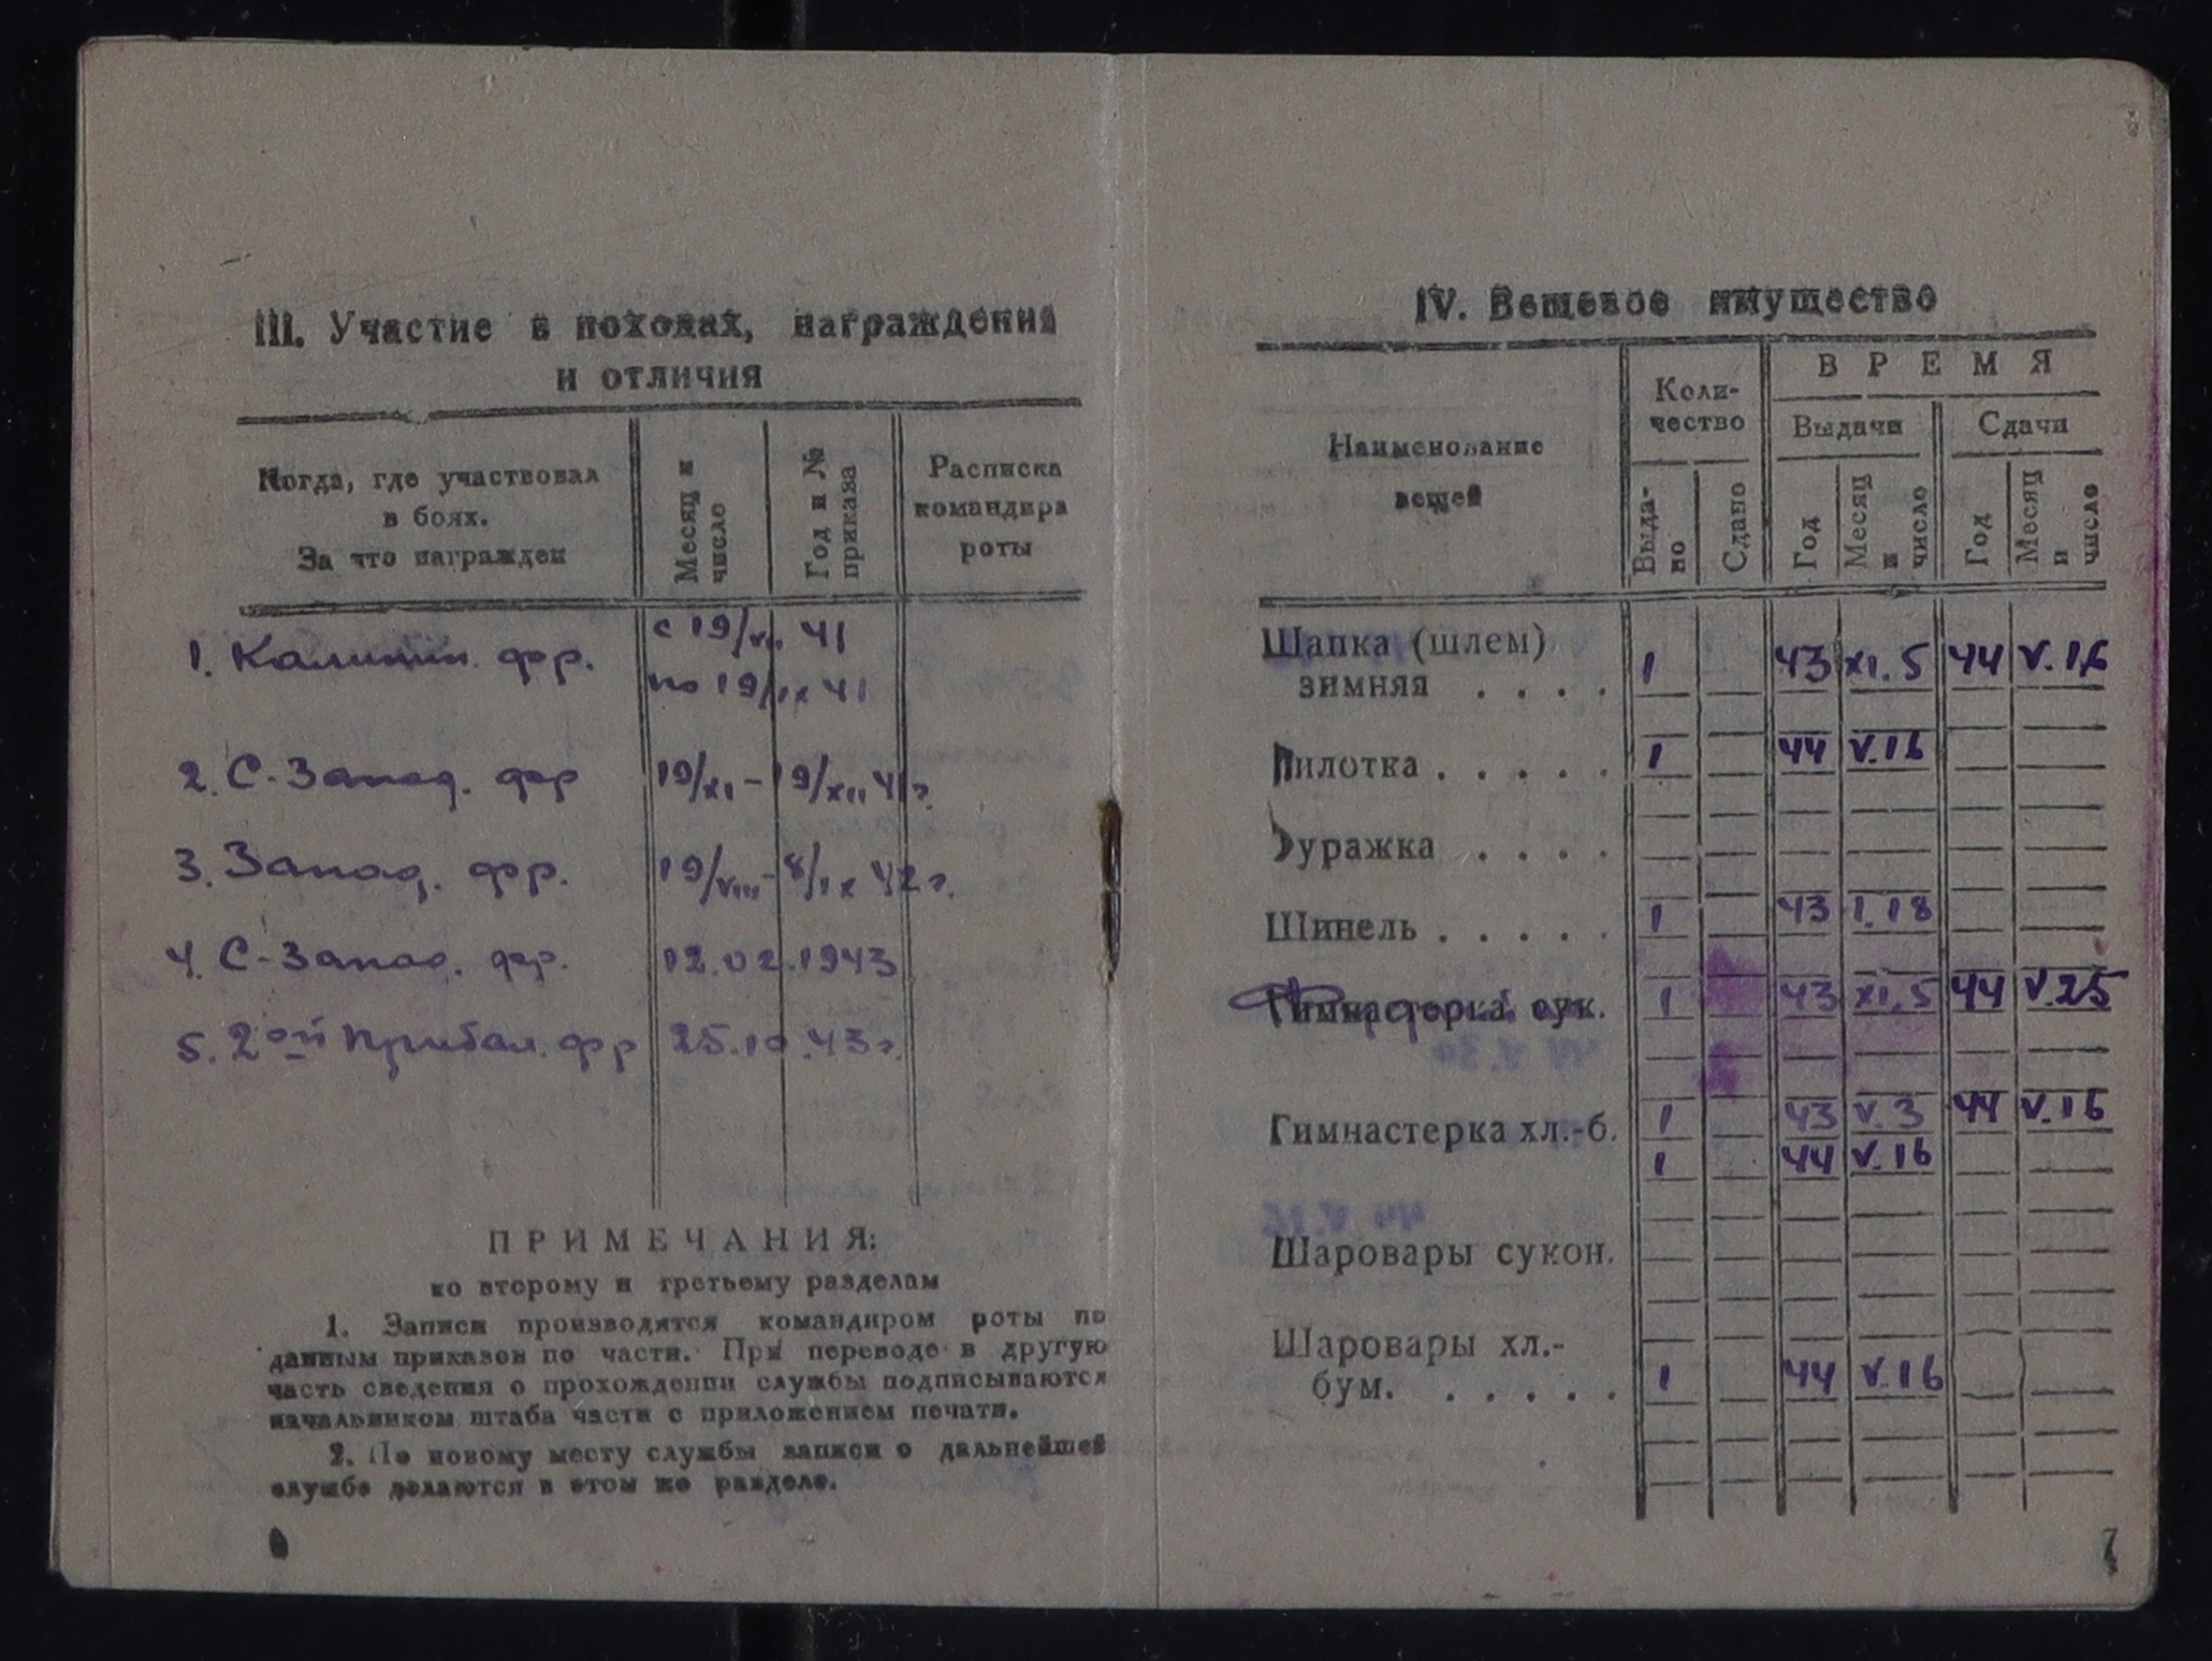 III. Участие в походах, награждения
и отличия
Когда, где участвовал
в боях.
За что награжден
Месяц и
число
Год и №
приказа
Расписка
командира
роты
1. Калинин. фр. с 19/VII 41
по 19/IX 41
2. С-Запад. фр 19/XI - 19/XII 41 г.
3. Запад. фр. 19/VIII - 8/IX 42 г.
4. С-Запад. фр. 12.02.1943
5. 2ой Прибал. фр 25.10.43 г.
ПРИМЕЧАНИЯ:
ко второму и третьему разделам
1. Записи производятся командиром роты по
данным приказов по части. При переводе в другую
часть сведения о прохождении службы подписываются
начальником штаба части с приложением печати.
2. По новому месту службы записи о дальнейшей
службе делаются в этом же разделе.
IV. Вещевое имущество
Наименование
вещей
Коли-
чество
ВРЕМЯ
Выдачи
Сдачи
Выда-
но
Сдано
Год
Месяц
и
число
Год
Месяц
и
число
Шапка (шлем)
зимняя . . . . 1 43 XI.5 44 V.16
Пилотка . . . . . 1 44 V.16
Фуражка . . . .
Шинель . . . . . 1 43 I.18
Гимнастерка сук. 1 43 XI.5 44 V.25
Гимнастерка хл.-б. 1 43 V.3 44 V.16
1 44 V.16
Шаровары сукон.
Шаровары хл.-
бум. . . . . . 1 44 V.16
7